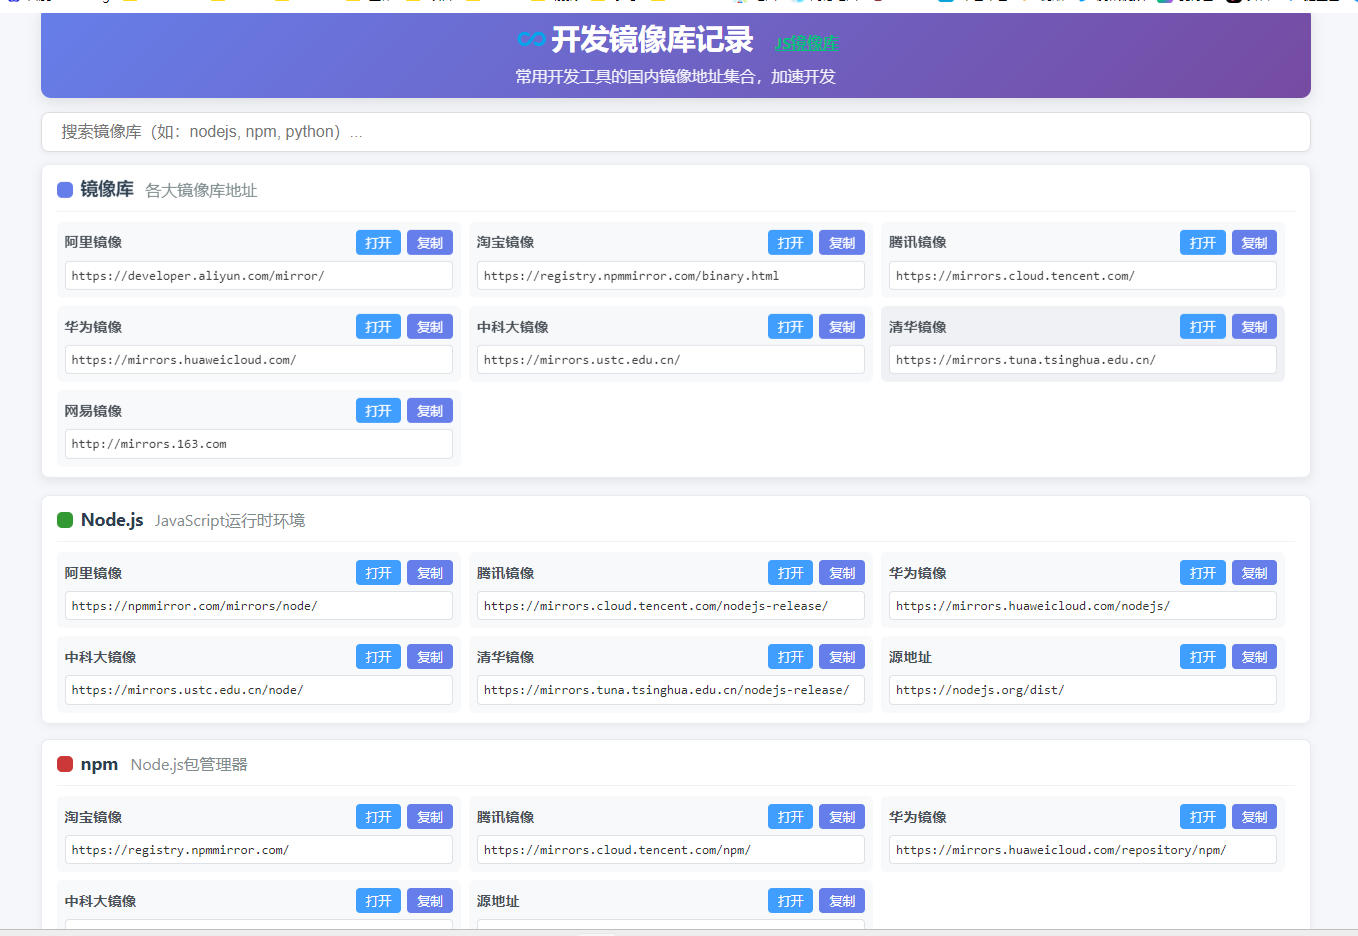 开发镜像库记录 JS镜像库
常用开发工具的国内镜像地址集合，加速开发
搜索镜像库（如：nodejs, npm, python）...
镜像库 各大镜像库地址
阿里镜像 打开 复制
https://developer.aliyun.com/mirror/
淘宝镜像 打开 复制
https://registry.npmmirror.com/binary.html
腾讯镜像 打开 复制
https://mirrors.cloud.tencent.com/
华为镜像 打开 复制
https://mirrors.huaweicloud.com/
中科大镜像 打开 复制
https://mirrors.ustc.edu.cn/
清华镜像 打开 复制
https://mirrors.tuna.tsinghua.edu.cn/
网易镜像 打开 复制
http://mirrors.163.com
Node.js JavaScript运行时环境
阿里镜像 打开 复制
https://npmmirror.com/mirrors/node/
腾讯镜像 打开 复制
https://mirrors.cloud.tencent.com/nodejs-release/
华为镜像 打开 复制
https://mirrors.huaweicloud.com/nodejs/
中科大镜像 打开 复制
https://mirrors.ustc.edu.cn/node/
清华镜像 打开 复制
https://mirrors.tuna.tsinghua.edu.cn/nodejs-release/
源地址 打开 复制
https://nodejs.org/dist/
npm Node.js包管理器
淘宝镜像 打开 复制
https://registry.npmmirror.com/
腾讯镜像 打开 复制
https://mirrors.cloud.tencent.com/npm/
华为镜像 打开 复制
https://mirrors.huaweicloud.com/repository/npm/
中科大镜像 打开 复制
源地址 打开 复制